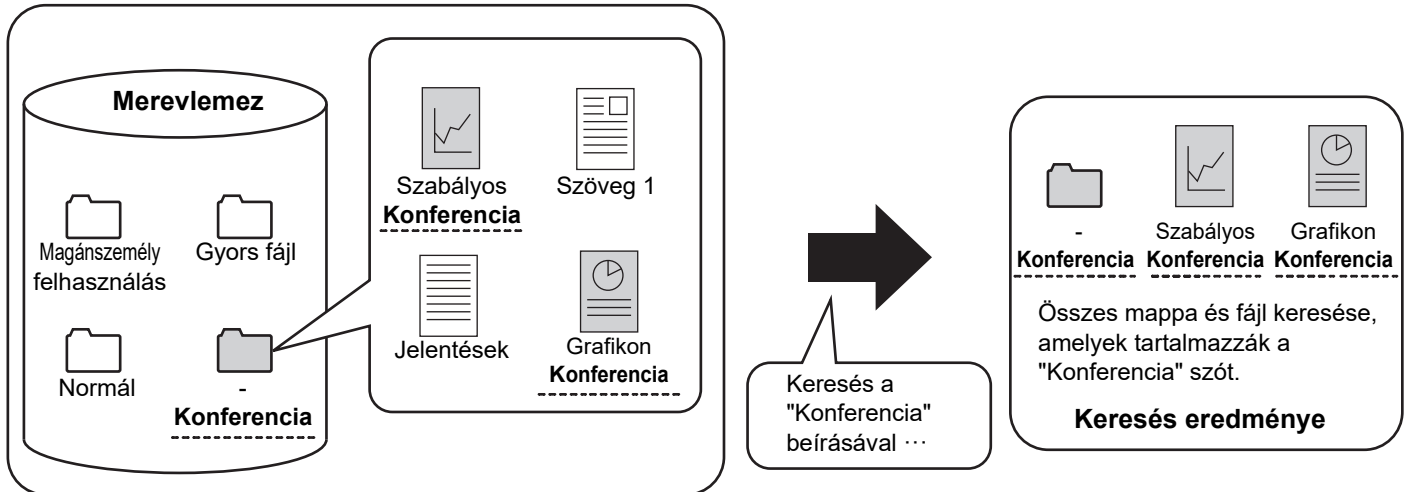 Merevlemez
Magánszemély
felhasználás
Gyors fájl
Normál
-
Konferencia
Szabályos
Konferencia
Szöveg 1
Jelentések
Grafikon
Konferencia
Keresés a
"Konferencia"
beírásával ⋯
-
Konferencia
Szabályos
Konferencia
Grafikon
Konferencia
Összes mappa és fájl keresése,
amelyek tartalmazzák a
"Konferencia" szót.
Keresés eredménye